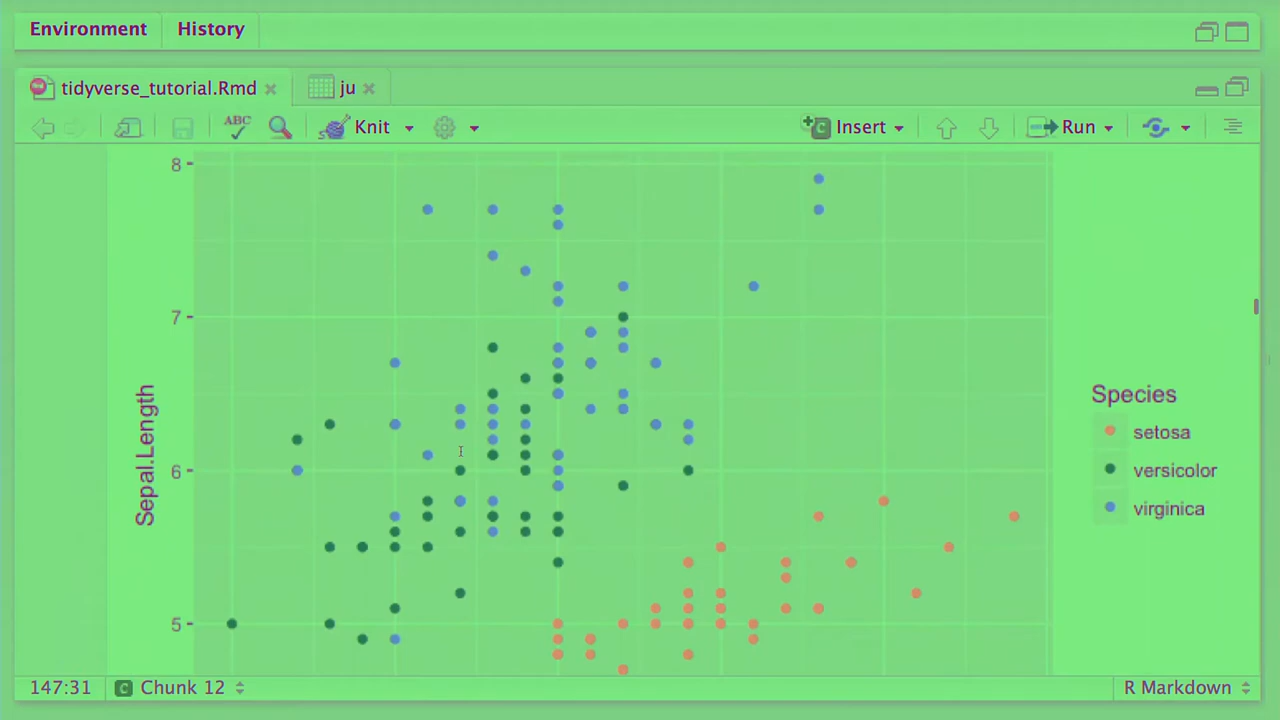 Environment History
tidyverse_tutorial.Rmd ju
ABC Knit Insert Run
8
7
6
5
Sepal.Length
Species
setosa
versicolor
virginica
147:31 C Chunk 12 R Markdown